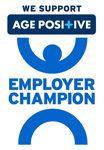 WE SUPPORT
AGE POSI+IVE
EMPLOYER
CHAMPION